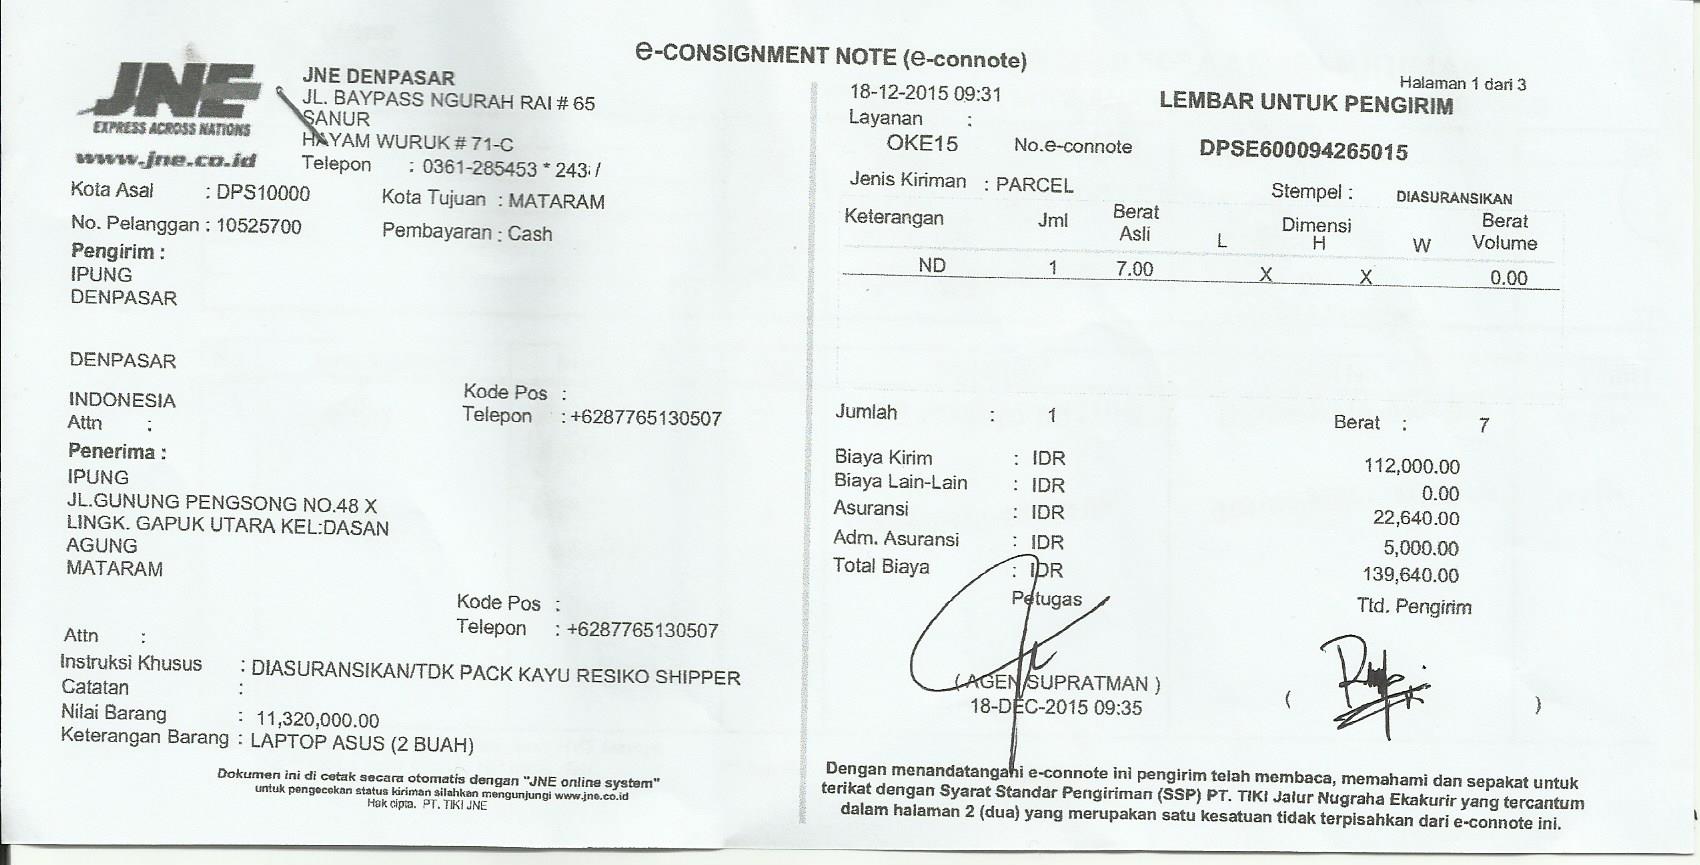 e-CONSIGNMENT NOTE (e-connote)
JNE
EXPRESS ACROSS NATIONS
www.jne.co.id
JNE DENPASAR
JL. BAYPASS NGURAH RAI # 65
SANUR
HAYAM WURUK # 71-C
Telepon : 0361-285453 * 243 /
Kota Asal : DPS10000 Kota Tujuan : MATARAM
No. Pelanggan : 10525700 Pembayaran : Cash
Pengirim :
IPUNG
DENPASAR
DENPASAR
INDONESIA Kode Pos :
Attn : Telepon : +6287765130507
Penerima :
IPUNG
JL.GUNUNG PENGSONG NO.48 X
LINGK. GAPUK UTARA KEL:DASAN
AGUNG
MATARAM
Kode Pos :
Attn : Telepon : +6287765130507
Instruksi Khusus : DIASURANSIKAN/TDK PACK KAYU RESIKO SHIPPER
Catatan :
Nilai Barang : 11,320,000.00
Keterangan Barang : LAPTOP ASUS (2 BUAH)
Dokumen ini di cetak secara otomatis dengan "JNE online system"
untuk pengecekan status kiriman silahkan mengunjungi www.jne.co.id
Hak cipta. PT. TIKI JNE
Halaman 1 dari 3
18-12-2015 09:31 LEMBAR UNTUK PENGIRIM
Layanan :
OKE15 No.e-connote DPSE600094265015
Jenis Kiriman : PARCEL Stempel : DIASURANSIKAN
Keterangan Jml Berat Asli Dimensi Berat Volume
L H W
ND 1 7.00 X X 0.00
Jumlah : 1 Berat : 7
Biaya Kirim : IDR 112,000.00
Biaya Lain-Lain : IDR 0.00
Asuransi : IDR 22,640.00
Adm. Asuransi : IDR 5,000.00
Total Biaya : IDR 139,640.00
Petugas Ttd. Pengirim
( AGEN SUPRATMAN ) ( )
18-DEC-2015 09:35
Dengan menandatangani e-connote ini pengirim telah membaca, memahami dan sepakat untuk
terikat dengan Syarat Standar Pengiriman (SSP) PT. TIKI Jalur Nugraha Ekakurir yang tercantum
dalam halaman 2 (dua) yang merupakan satu kesatuan tidak terpisahkan dari e-connote ini.